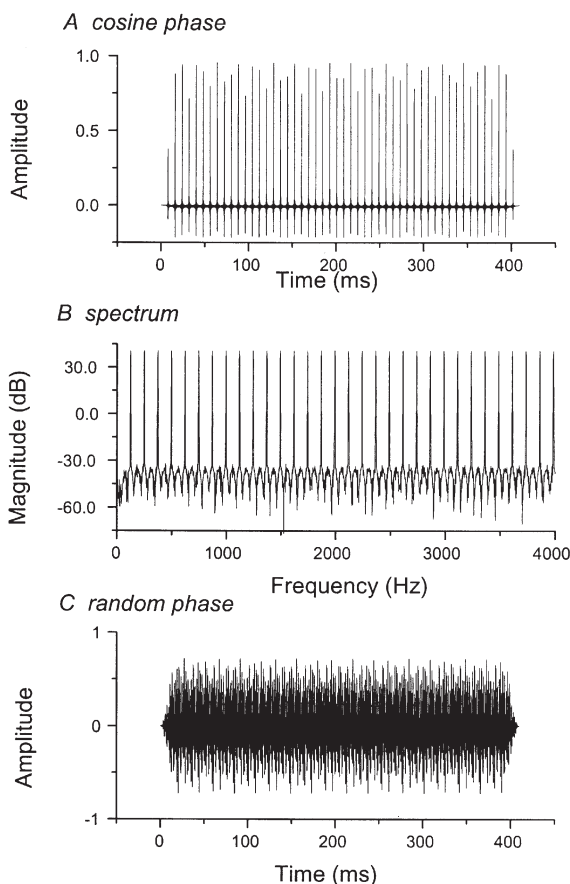 A cosine phase
1.0
0.5
0.0
Amplitude
0 100 200 300 400
Time (ms)
B spectrum
30.0
0.0
-30.0
-60.0
Magnitude (dB)
0 1000 2000 3000 4000
Frequency (Hz)
C random phase
1
0
-1
Amplitude
0 100 200 300 400
Time (ms)